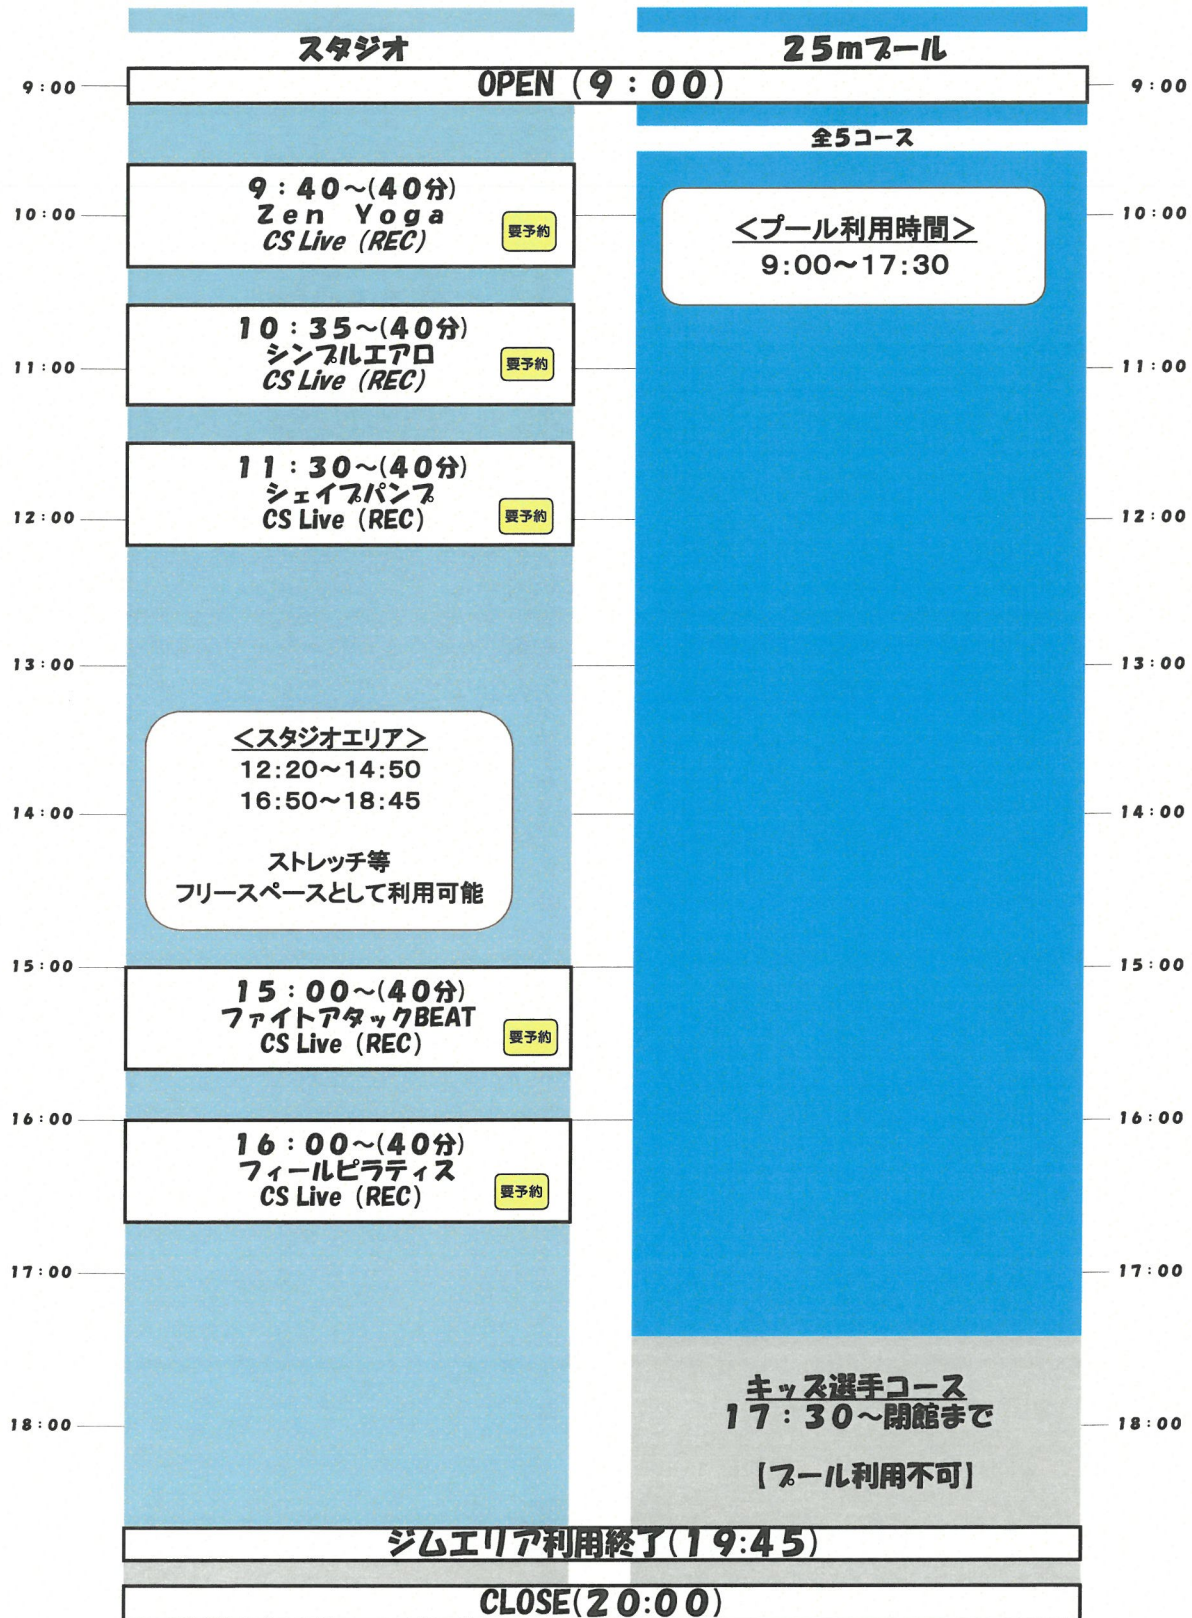 スタジオ
25mプール
OPEN (9：00)
9：00
9：00
全5コース
9：40～(40分)
Zen Yoga
CS Live (REC)
要予約
10：00
10：00
＜プール利用時間＞
9:00～17:30
10：35～(40分)
シンプルエアロ
CS Live (REC)
要予約
11：00
11：00
11：30～(40分)
シェイプパンプ
CS Live (REC)
要予約
12：00
12：00
13：00
13：00
＜スタジオエリア＞
12:20～14:50
16:50～18:45
ストレッチ等
フリースペースとして利用可能
14：00
14：00
15：00
15：00
15：00～(40分)
ファイトアタックBEAT
CS Live (REC)
要予約
16：00
16：00
16：00～(40分)
フィールピラティス
CS Live (REC)
要予約
17：00
17：00
キッズ選手コース
17：30～閉館まで
【プール利用不可】
18：00
18：00
ジムエリア利用終了(19:45)
CLOSE(20:00)